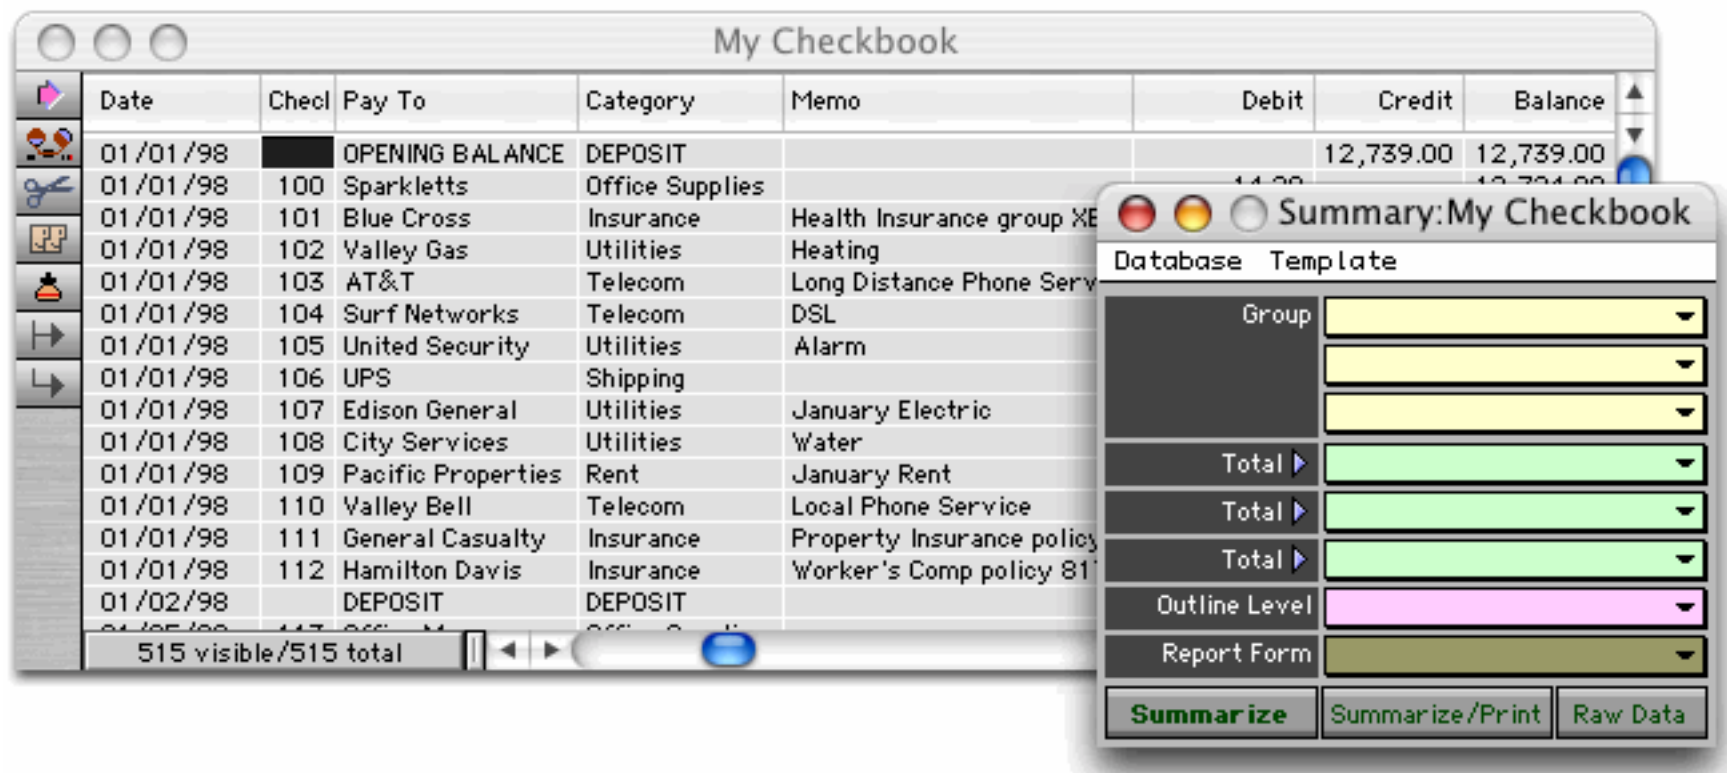 My Checkbook
Date Checl Pay To Category Memo Debit Credit Balance
01/01/98 OPENING BALANCE DEPOSIT 12,739.00 12,739.00
01/01/98 100 Sparkletts Office Supplies
01/01/98 101 Blue Cross Insurance Health Insurance group
01/01/98 102 Valley Gas Utilities Heating
01/01/98 103 AT&T Telecom Long Distance Phone Serv
01/01/98 104 Surf Networks Telecom DSL
01/01/98 105 United Security Utilities Alarm
01/01/98 106 UPS Shipping
01/01/98 107 Edison General Utilities January Electric
01/01/98 108 City Services Utilities Water
01/01/98 109 Pacific Properties Rent January Rent
01/01/98 110 Valley Bell Telecom Local Phone Service
01/01/98 111 General Casualty Insurance Property Insurance policy
01/01/98 112 Hamilton Davis Insurance Worker's Comp policy
01/02/98 DEPOSIT DEPOSIT
515 visible/515 total
Summary:My Checkbook
Database Template
Group
Total
Total
Total
Outline Level
Report Form
Summarize Summarize/Print Raw Data